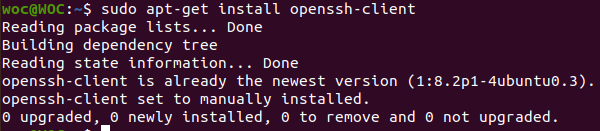 woc@WOC:~$ sudo apt-get install openssh-client
Reading package lists... Done
Building dependency tree
Reading state information... Done
openssh-client is already the newest version (1:8.2p1-4ubuntu0.3).
openssh-client set to manually installed.
0 upgraded, 0 newly installed, 0 to remove and 0 not upgraded.